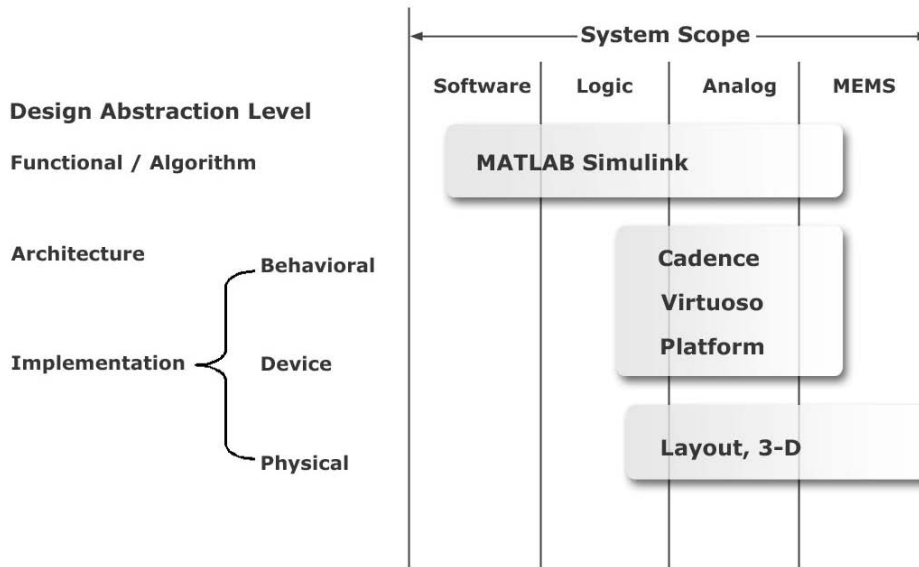 System Scope
Software Logic Analog MEMS
Design Abstraction Level
Functional / Algorithm
MATLAB Simulink
Architecture
Behavioral
Cadence
Virtuoso
Platform
Implementation
Device
Physical
Layout, 3-D